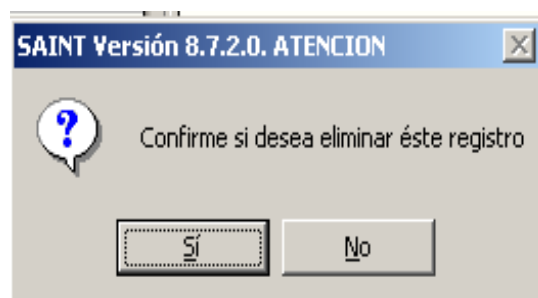 SAINT Versión 8.7.2.0. ATENCION
Confirme si desea eliminar éste registro
Sí No